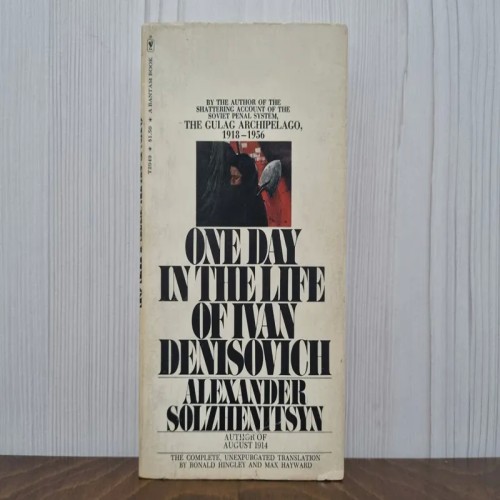 BY THE AUTHOR OF THE
SHATTERING ACCOUNT OF THE
SOVIET PENAL SYSTEM,
THE GULAG ARCHIPELAGO,
1918–1956
ONE DAY
IN THE LIFE
OF IVAN
DENISOVICH
ALEXANDER
SOLZHENITSYN
AUTHOR OF
AUGUST 1914
THE COMPLETE, UNEXPURGATED TRANSLATION
BY RONALD HINGLEY AND MAX HAYWARD
A BANTAM BOOK